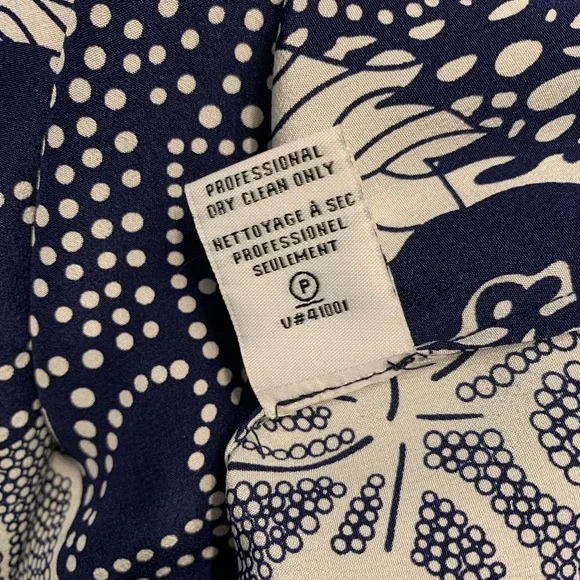 PROFESSIONAL
DRY CLEAN ONLY
NETTOYAGE À SEC
PROFESSIONEL
SEULEMENT
P
V#41001